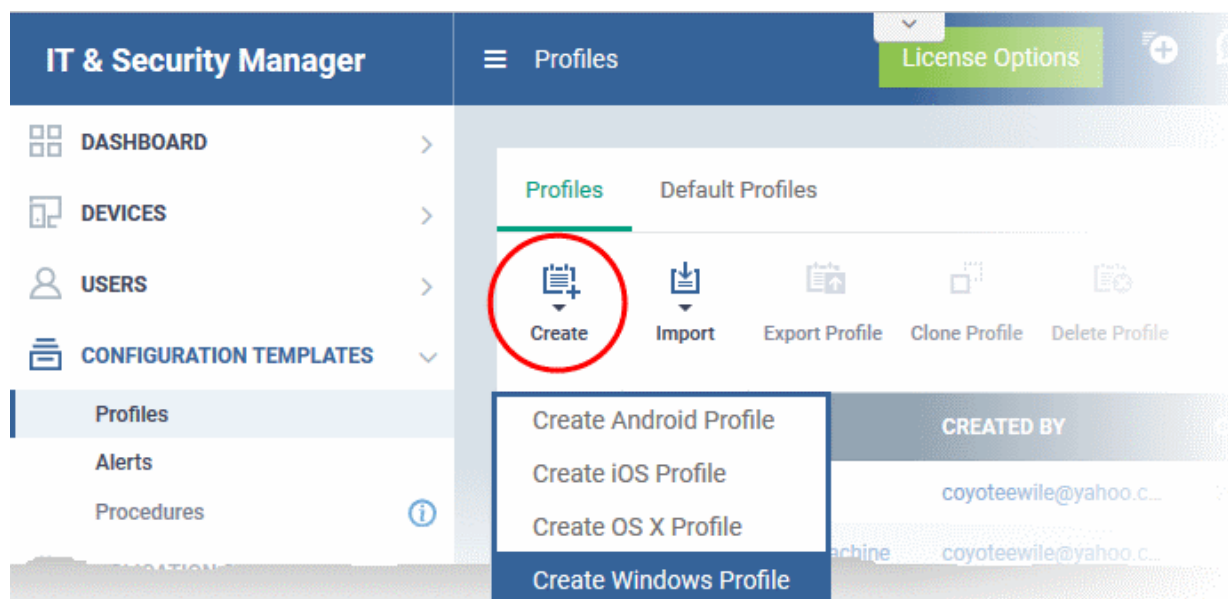 IT & Security Manager
Profiles
License Options
DASHBOARD
DEVICES
USERS
CONFIGURATION TEMPLATES
Profiles
Alerts
Procedures
Profiles Default Profiles
Create Import Export Profile Clone Profile Delete Profile
Create Android Profile
Create iOS Profile
Create OS X Profile
Create Windows Profile
CREATED BY
coyoteewile@yahoo.c...
coyoteewile@yahoo.c...